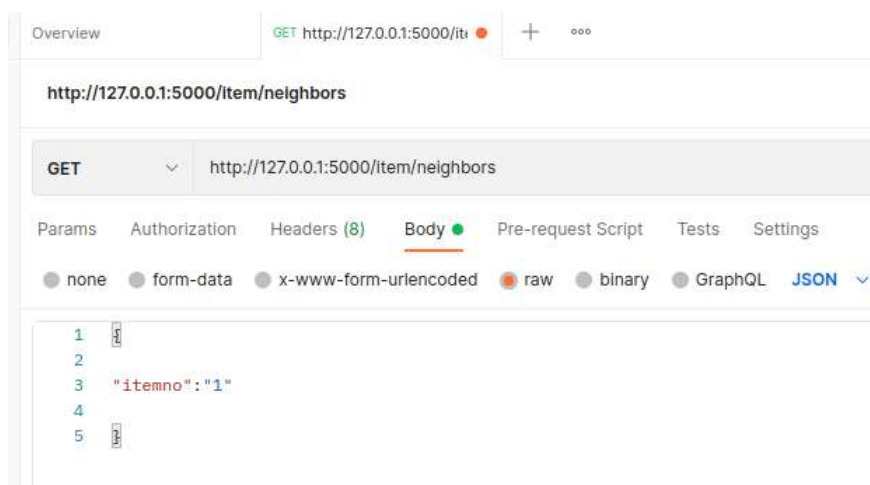 Overview
GET http://127.0.0.1:5000/ite
http://127.0.0.1:5000/item/neighbors
GET http://127.0.0.1:5000/item/neighbors
Params Authorization Headers (8) Body Pre-request Script Tests Settings
none form-data x-www-form-urlencoded raw binary GraphQL JSON
1 {
2
3 "itemno":"1"
4
5 }